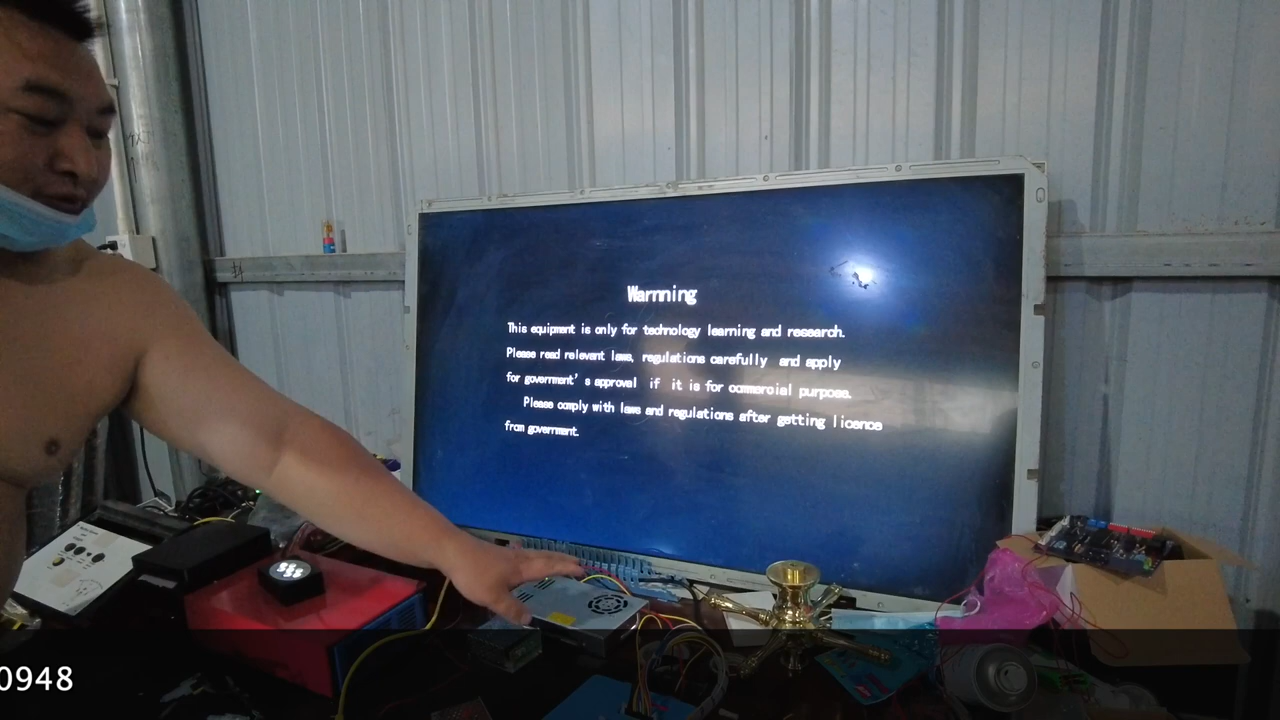 Warnning
This equipment is only for technology learning and research.
Please read relevant laws, regulations carefully and apply
for government's approval if it is for commercial purpose.
Please comply with laws and regulations after getting licence
from government.
0948